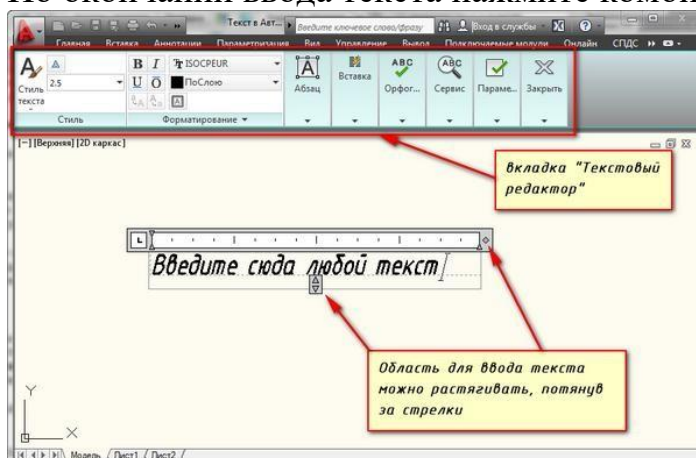 По окончании ввода текста нажмите
Текст в Авт...
Введите ключевое слово/фразу
Вход в службы
Главная Вставка Аннотации Параметризация Вид Управление Вывод Подключаемые модули Онлайн СПДС
Стиль текста
2.5
B I ISOCPEUR
U O ПоСлою
Абзац
Вставка
ABC
Орфог...
ABC
Сервис
Параме...
Закрыть
Стиль
Форматирование
[−][Верхняя][2D каркас]
вкладка "Текстовый
редактор"
L
Введите сюда любой текст
Область для ввода текста
можно растягивать, потянув
за стрелки
Y
X
Модель Лист1 Лист2